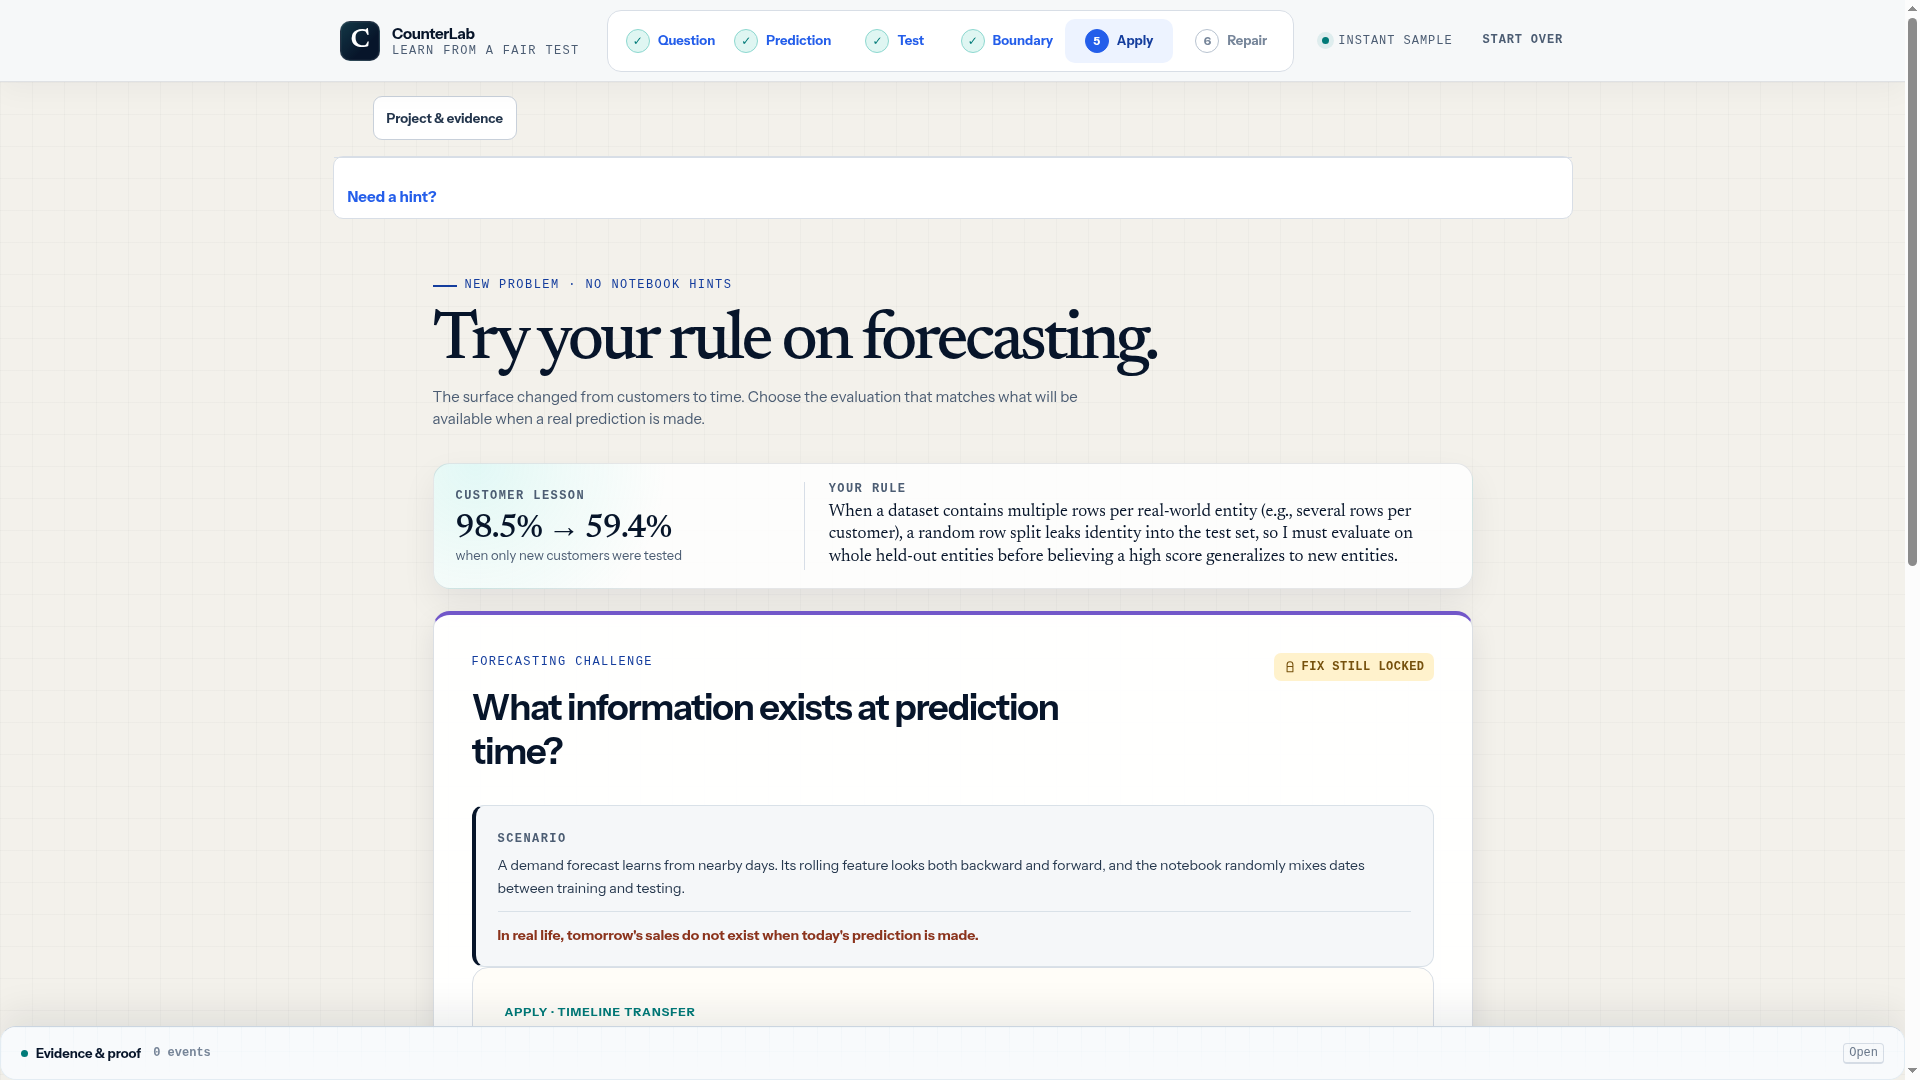 C
CounterLab
LEARN FROM A FAIR TEST
✓ Question
✓ Prediction
✓ Test
✓ Boundary
5 Apply
6 Repair
INSTANT SAMPLE
START OVER
Project & evidence
Need a hint?
NEW PROBLEM · NO NOTEBOOK HINTS
Try your rule on forecasting.
The surface changed from customers to time. Choose the evaluation that matches what will be
available when a real prediction is made.
CUSTOMER LESSON
98.5% → 59.4%
when only new customers were tested
YOUR RULE
When a dataset contains multiple rows per real-world entity (e.g., several rows per
customer), a random row split leaks identity into the test set, so I must evaluate on
whole held-out entities before believing a high score generalizes to new entities.
FORECASTING CHALLENGE
FIX STILL LOCKED
What information exists at prediction
time?
SCENARIO
A demand forecast learns from nearby days. Its rolling feature looks both backward and forward, and the notebook randomly mixes dates
between training and testing.
In real life, tomorrow's sales do not exist when today's prediction is made.
APPLY · TIMELINE TRANSFER
Evidence & proof 0 events
Open